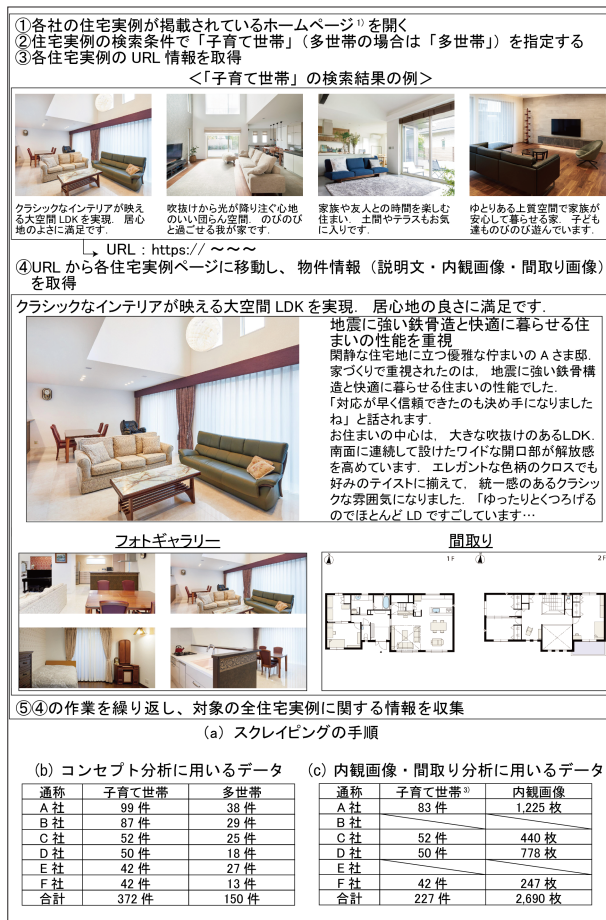 ①各社の住宅実例が掲載されているホームページ¹⁾を開く
②住宅実例の検索条件で「子育て世帯」(多世帯の場合は「多世帯」)を指定する
③各住宅実例の URL 情報を取得
＜「子育て世帯」の検索結果の例＞
クラシックなインテリアが映え
る大空間 LDK を実現．居心
地のよさに満足です．
吹抜けから光が降り注ぐ心地
のいい団らん空間．のびのび
と過ごせる我が家です．
家族や友人との時間を楽しむ
住まい．土間やテラスもお気
に入りです．
ゆとりある上質空間で家族が
安心して暮らせる家．子ども
達ものびのび遊んでいます．
URL：https:// ～～～
④URL から各住宅実例ページに移動し、物件情報（説明文・内観画像・間取り画像）
を取得
クラシックなインテリアが映える大空間 LDK を実現．居心地の良さに満足です．
地震に強い鉄骨造と快適に暮らせる住
まいの性能を重視
閑静な住宅地に立つ優雅な佇まいの A さま邸．
家づくりで重視されたのは，地震に強い鉄骨構
造と快適に暮らせる住まいの性能でした．
「対応が早く信頼できたのも決め手になりました
ね」と話されます．
お住まいの中心は，大きな吹抜けのあるLDK．
南面に連続して設けたワイドな開口部が解放感
を高めています．エレガントな色柄のクロスでも
好みのテイストに揃えて，統一感のあるクラシッ
クな雰囲気になりました．「ゆったりとくつろげる
のでほとんど LD ですごしています…
フォトギャラリー
間取り
1F
2F
⑤④の作業を繰り返し、対象の全住宅実例に関する情報を収集
(a) スクレイピングの手順
(b) コンセプト分析に用いるデータ
通称 子育て世帯 多世帯
A 社 99 件 38 件
B 社 87 件 29 件
C 社 52 件 25 件
D 社 50 件 18 件
E 社 42 件 27 件
F 社 42 件 13 件
合計 372 件 150 件
(c) 内観画像・間取り分析に用いるデータ
通称 子育て世帯³⁾ 内観画像
A 社 83 件 1,225 枚
B 社
C 社 52 件 440 枚
D 社 50 件 778 枚
E 社
F 社 42 件 247 枚
合計 227 件 2,690 枚